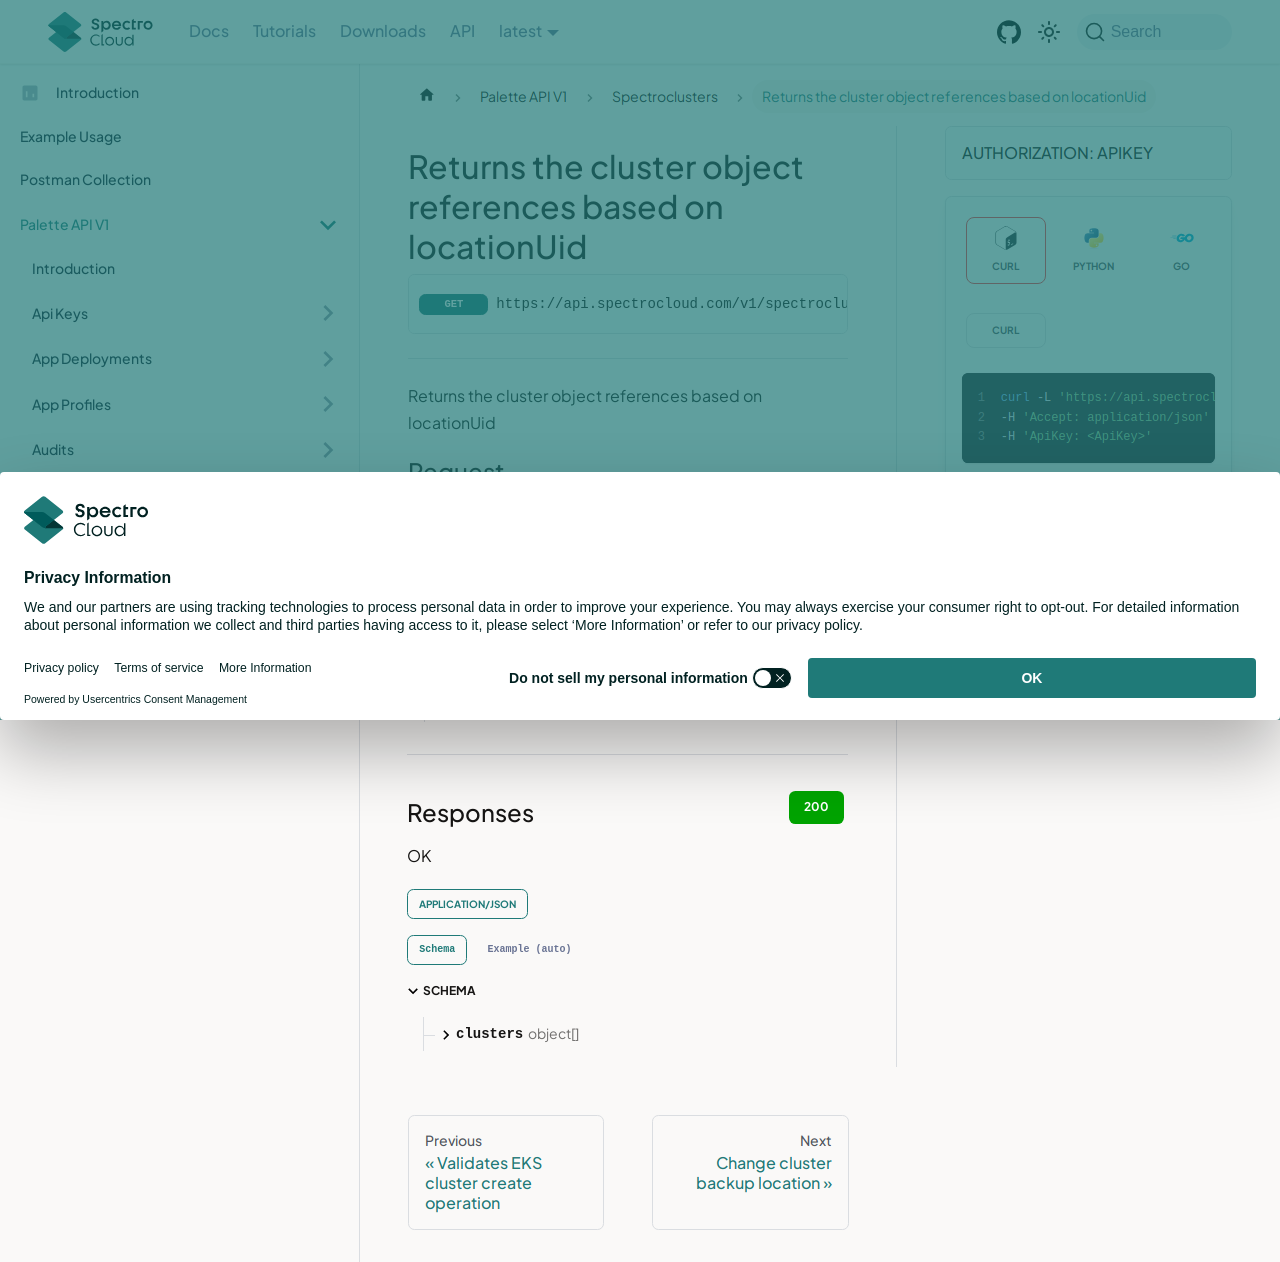 Spectro
Cloud
Docs
Tutorials
Downloads
API
latest
Search
Introduction
Example Usage
Postman Collection
Palette API V1
Introduction
Api Keys
App Deployments
App Profiles
Audits
Palette API V1
Spectroclusters
Returns the cluster object references based on locationUid
Returns the cluster object
references based on
locationUid
GET
https://api.spectrocloud.com/v1/spectroclu
Returns the cluster object references based on
locationUid
Request
AUTHORIZATION: APIKEY
CURL
PYTHON
GO
CURL
1 curl -L 'https://api.spectrocl
2 -H 'Accept: application/json'
3 -H 'ApiKey: <ApiKey>'
Spectro
Cloud
Privacy Information
We and our partners are using tracking technologies to process personal data in order to improve your experience. You may always exercise your consumer right to opt-out. For detailed information
about personal information we collect and third parties having access to it, please select ‘More Information’ or refer to our privacy policy.
Privacy policy
Terms of service
More Information
Powered by Usercentrics Consent Management
Do not sell my personal information
OK
Responses
200
OK
APPLICATION/JSON
Schema
Example (auto)
SCHEMA
clusters object[]
Previous
« Validates EKS
cluster create
operation
Next
Change cluster
backup location »